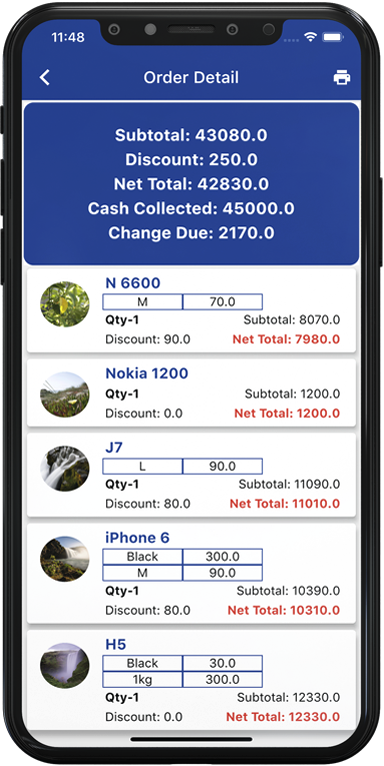 11:48
Order Detail
Subtotal: 43080.0
Discount: 250.0
Net Total: 42830.0
Cash Collected: 45000.0
Change Due: 2170.0
N 6600
M 70.0
Qty-1 Subtotal: 8070.0
Discount: 90.0 Net Total: 7980.0
Nokia 1200
Qty-1 Subtotal: 1200.0
Discount: 0.0 Net Total: 1200.0
J7
L 90.0
Qty-1 Subtotal: 11090.0
Discount: 80.0 Net Total: 11010.0
iPhone 6
Black 300.0
M 90.0
Qty-1 Subtotal: 10390.0
Discount: 80.0 Net Total: 10310.0
H5
Black 30.0
1kg 300.0
Qty-1 Subtotal: 12330.0
Discount: 0.0 Net Total: 12330.0